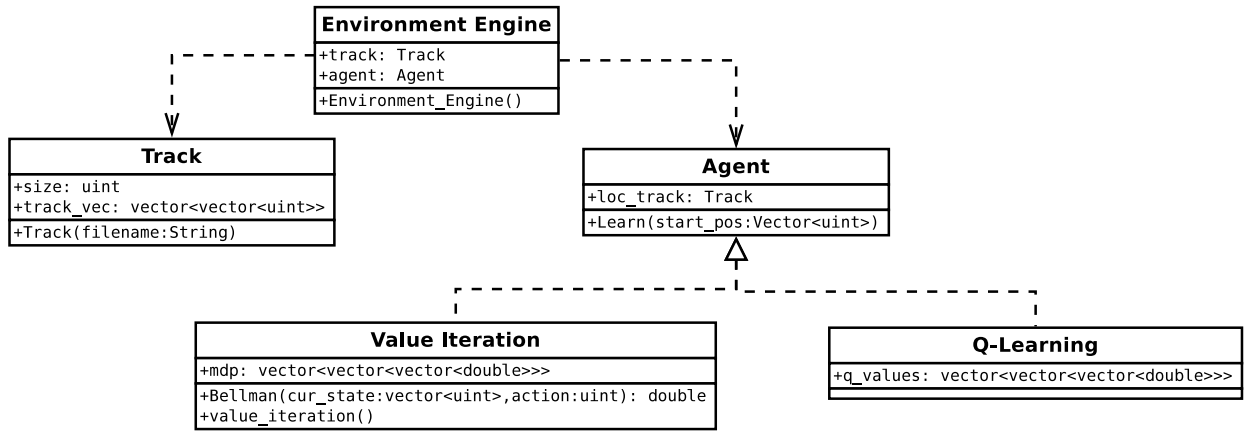 Environment Engine
+track: Track
+agent: Agent
+Environment_Engine()
Track
+size: uint
+track_vec: vector<vector<uint>>
+Track(filename:String)
Agent
+loc_track: Track
+Learn(start_pos:Vector<uint>)
Value Iteration
+mdp: vector<vector<vector<double>>>
+Bellman(cur_state:vector<uint>,action:uint): double
+value_iteration()
Q-Learning
+q_values: vector<vector<vector<double>>>